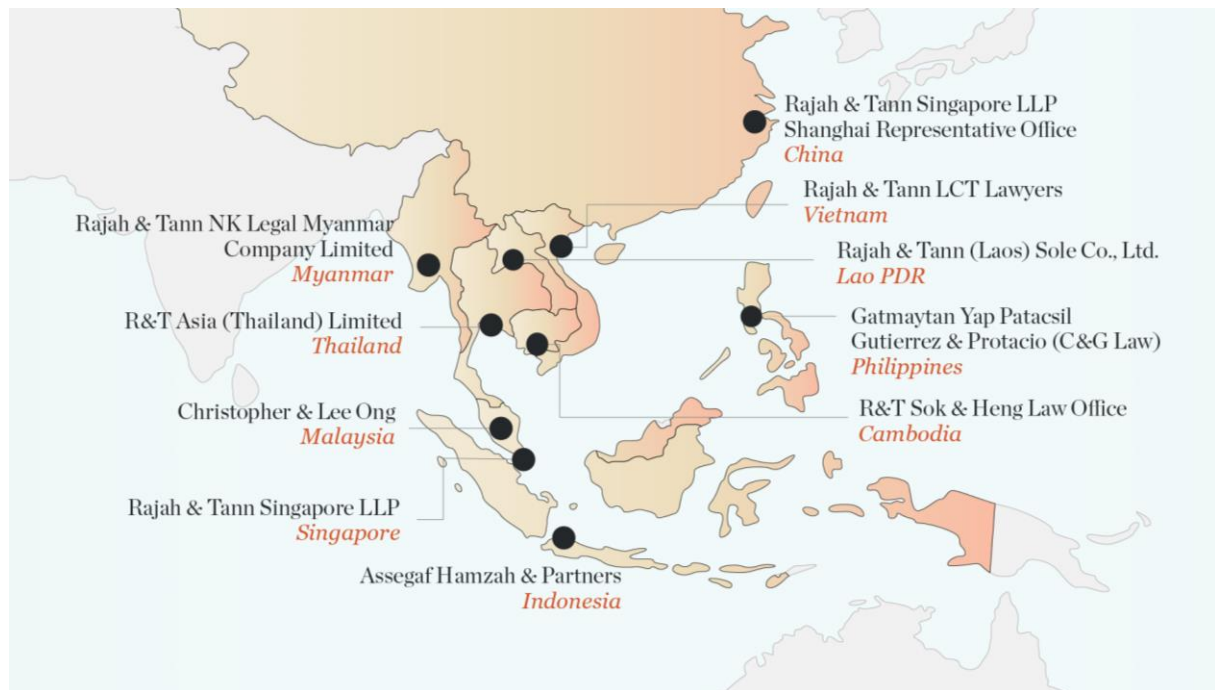 Rajah & Tann Singapore LLP
Shanghai Representative Office
China
Rajah & Tann LCT Lawyers
Vietnam
Rajah & Tann NK Legal Myanmar
Company Limited
Myanmar
Rajah & Tann (Laos) Sole Co., Ltd.
Lao PDR
R&T Asia (Thailand) Limited
Thailand
Gatmaytan Yap Patacsil
Gutierrez & Protacio (C&G Law)
Philippines
Christopher & Lee Ong
Malaysia
R&T Sok & Heng Law Office
Cambodia
Rajah & Tann Singapore LLP
Singapore
Assegaf Hamzah & Partners
Indonesia